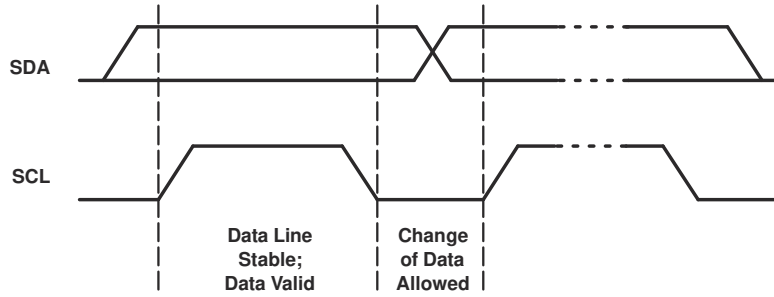 SDA
SCL
Data Line
Stable;
Data Valid
Change
of Data
Allowed